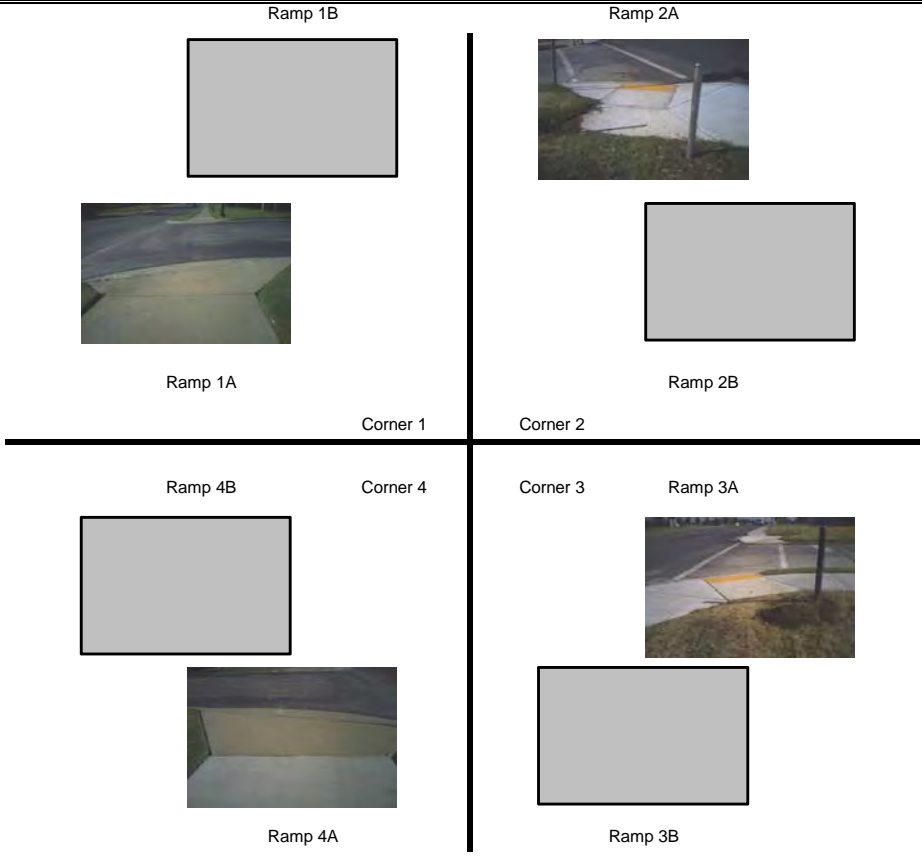 Ramp 1B
Ramp 2A
Ramp 1A
Ramp 2B
Corner 1
Corner 2
Ramp 4B
Corner 4
Corner 3
Ramp 3A
Ramp 4A
Ramp 3B